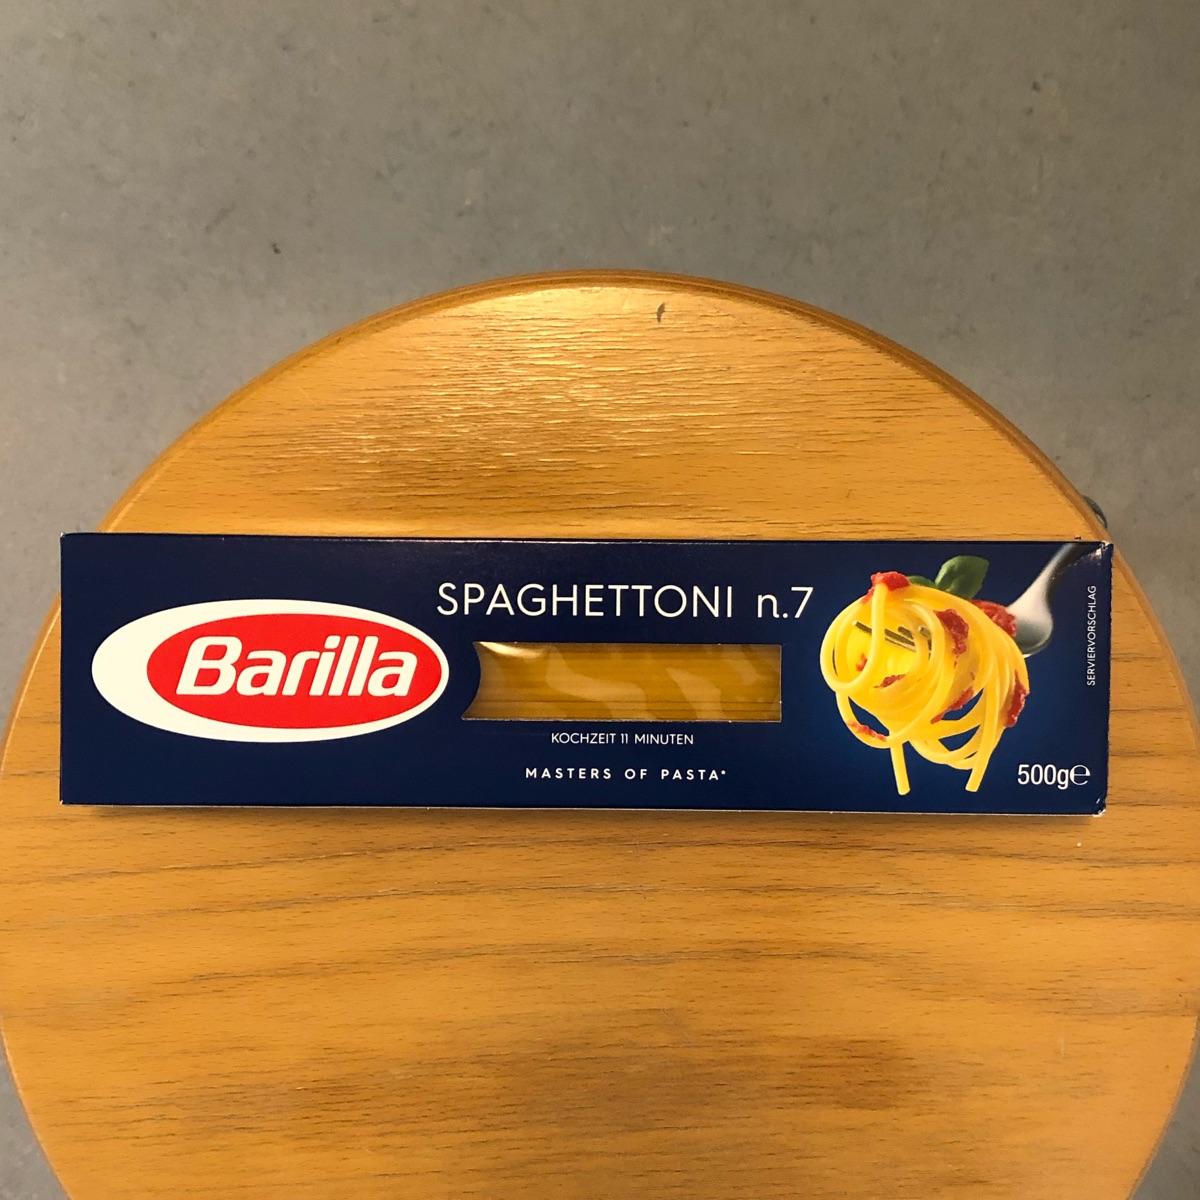 Barilla
SPAGHETTONI n.7
KOCHZEIT 11 MINUTEN
MASTERS OF PASTA*
SERVIERVORSCHLAG
500g℮